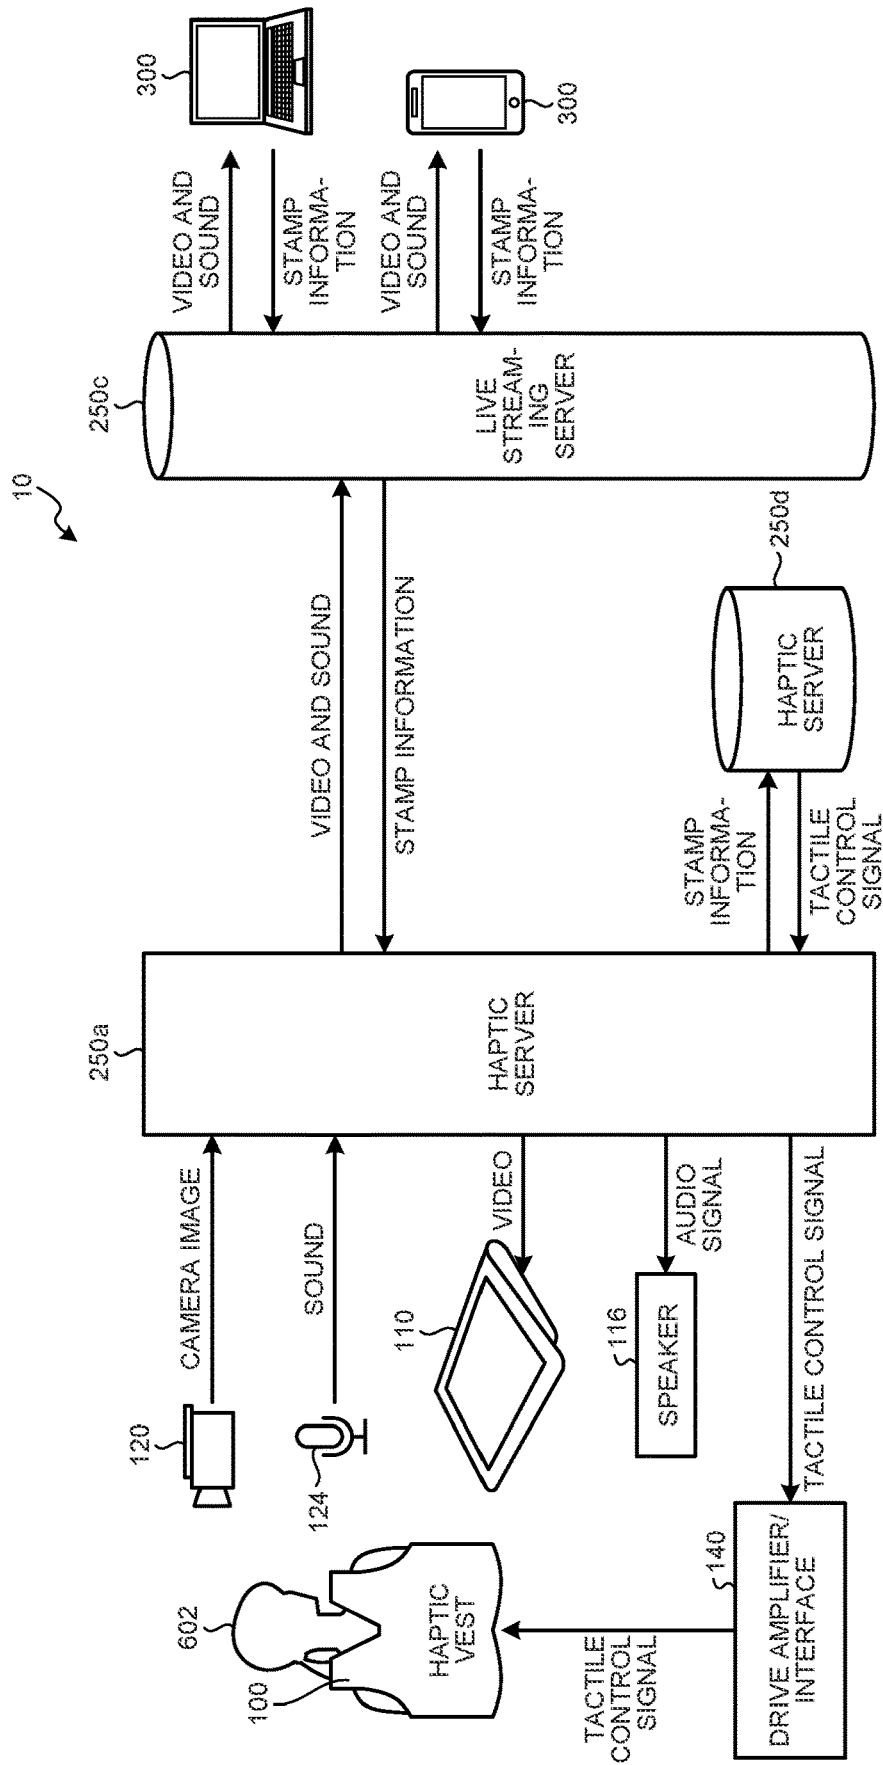 10
602
100
HAPTIC
VEST
TACTILE
CONTROL
SIGNAL
120
CAMERA IMAGE
124
SOUND
110
VIDEO
116
SPEAKER
AUDIO
SIGNAL
140
DRIVE AMPLIFIER/
INTERFACE
TACTILE CONTROL SIGNAL
250a
HAPTIC
SERVER
VIDEO AND SOUND
STAMP INFORMATION
STAMP
INFORMA-
TION
TACTILE
CONTROL
SIGNAL
250d
HAPTIC
SERVER
250c
LIVE
STREAM-
ING
SERVER
VIDEO AND
SOUND
STAMP
INFORMA-
TION
300
VIDEO AND
SOUND
STAMP
INFORMA-
TION
300